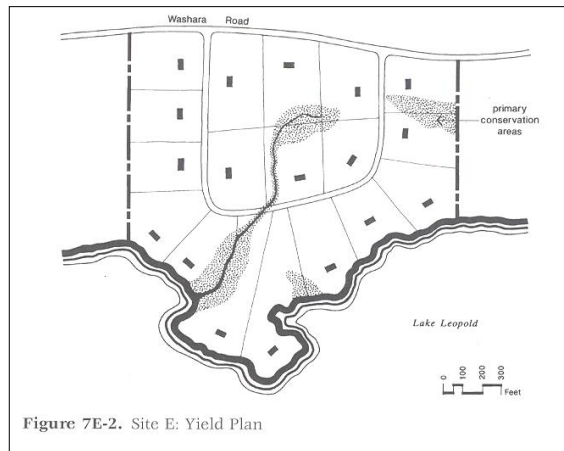 Washara Road
primary
conservation
areas
Lake Leopold
0 100 200 300
Feet
Figure 7E-2. Site E: Yield Plan